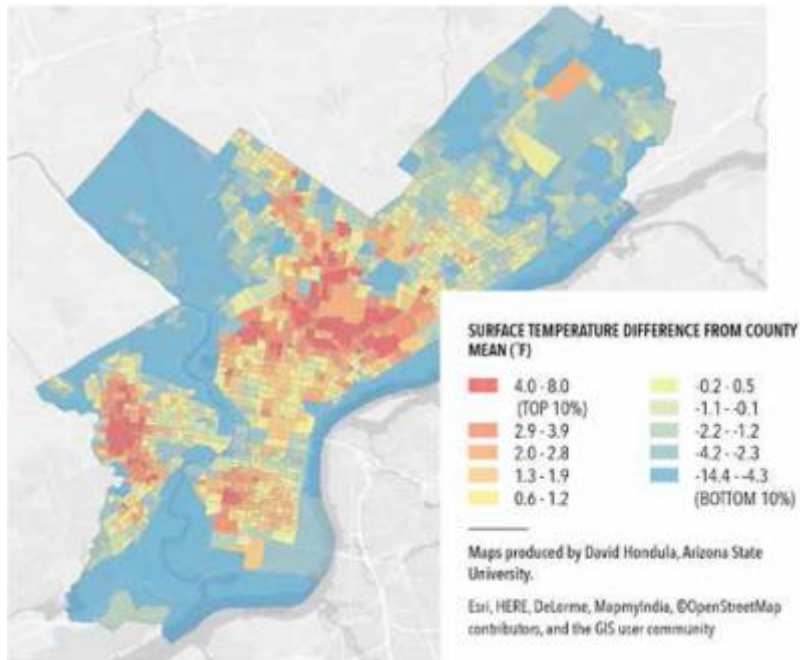 SURFACE TEMPERATURE DIFFERENCE FROM COUNTY
MEAN (°F)
4.0 - 8.0
(TOP 10%)
2.9 - 3.9
2.0 - 2.8
1.3 - 1.9
0.6 - 1.2
-0.2 - 0.5
-1.1 - -0.1
-2.2 - -1.2
-4.2 - -2.3
-14.4 - -4.3
(BOTTOM 10%)
Maps produced by David Hondula, Arizona State
University.
Esri, HERE, DeLorme, MapmyIndia, ©OpenStreetMap
contributors, and the GIS user community